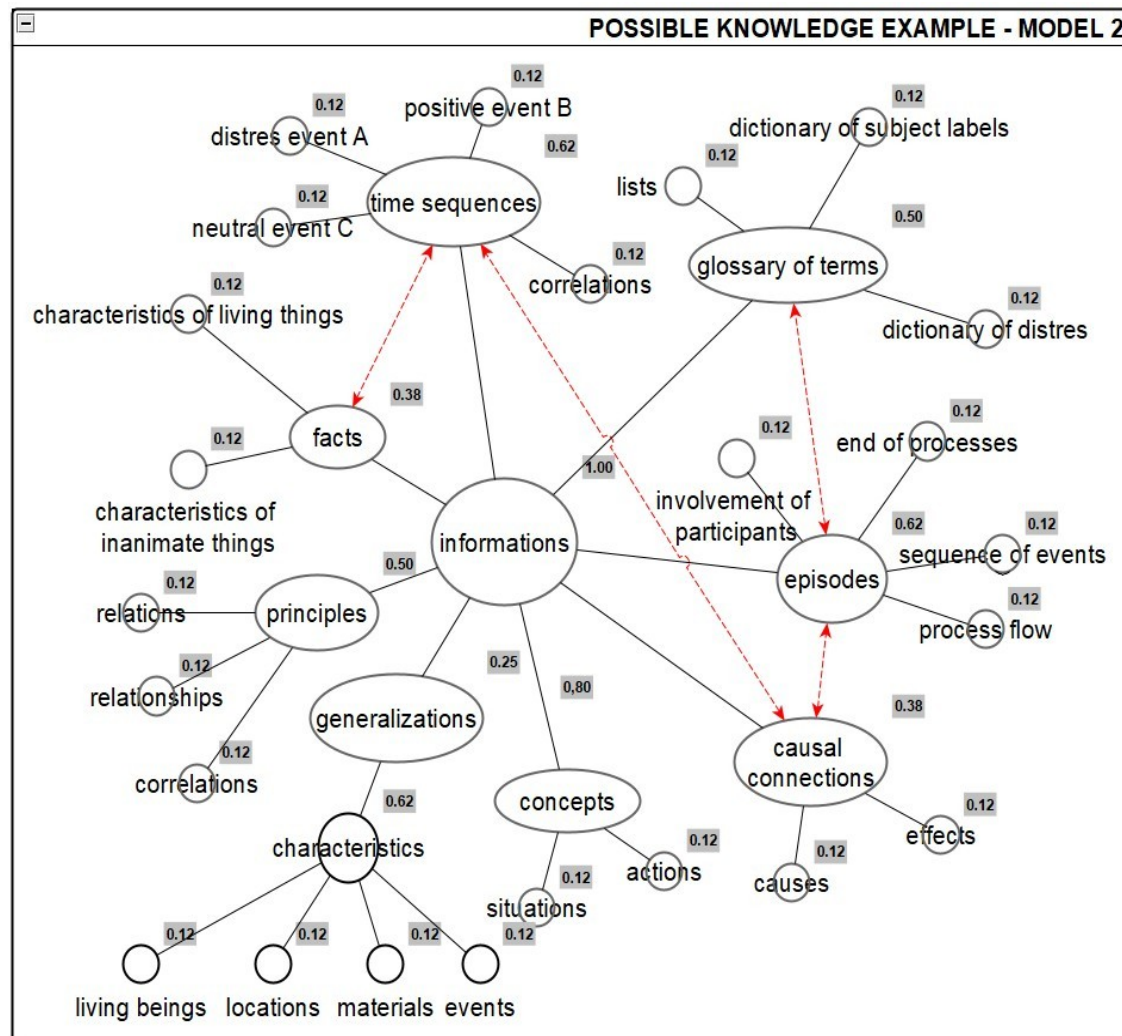 POSSIBLE KNOWLEDGE EXAMPLE - MODEL 2
0.12
positive event B
0.12
distres event A
0.62
time sequences
0.12
neutral event C
0.12
correlations
0.12
dictionary of subject labels
0.12
lists
0.50
glossary of terms
0.12
dictionary of distres
0.12
characteristics of living things
0.38
facts
0.12
characteristics of
inanimate things
1.00
informations
0.12
involvement of
participants
0.12
end of processes
0.62
episodes
0.12
sequence of events
0.12
process flow
0.50
principles
0.12
relations
0.12
relationships
0.12
correlations
0.25
generalizations
0.62
characteristics
0.12
living beings
0.12
locations
0.12
materials
0.12
events
0,80
concepts
0.12
situations
0.12
actions
0.38
causal
connections
0.12
causes
0.12
effects